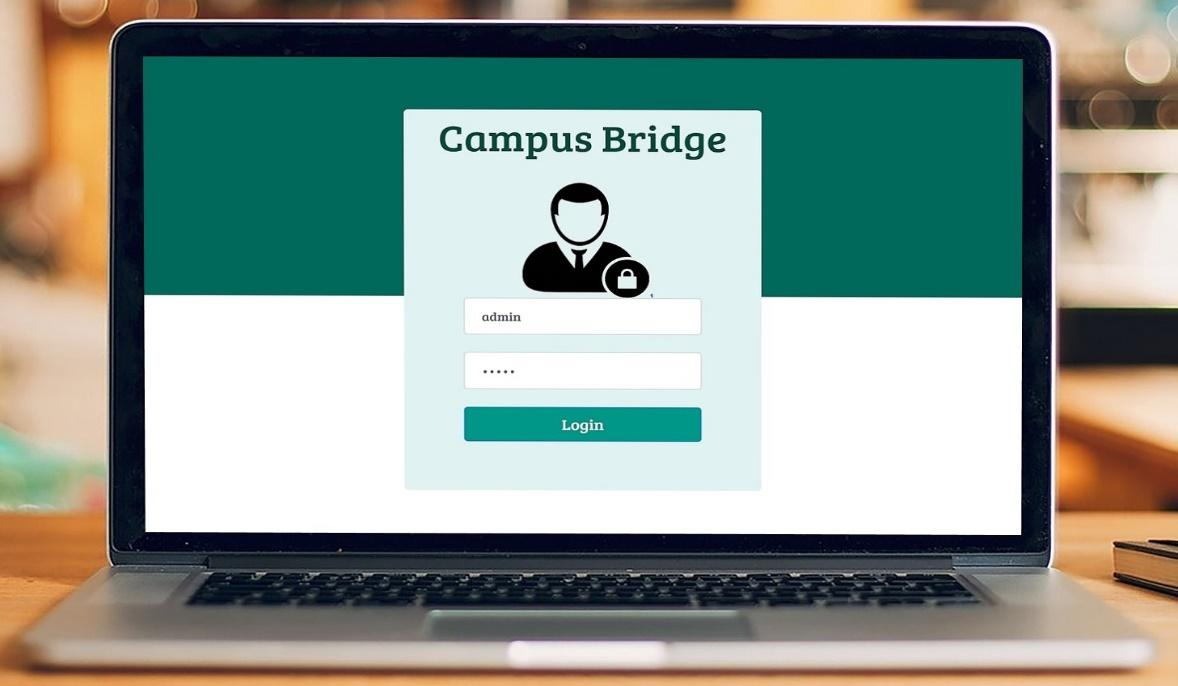 Campus Bridge
admin
•••••
Login